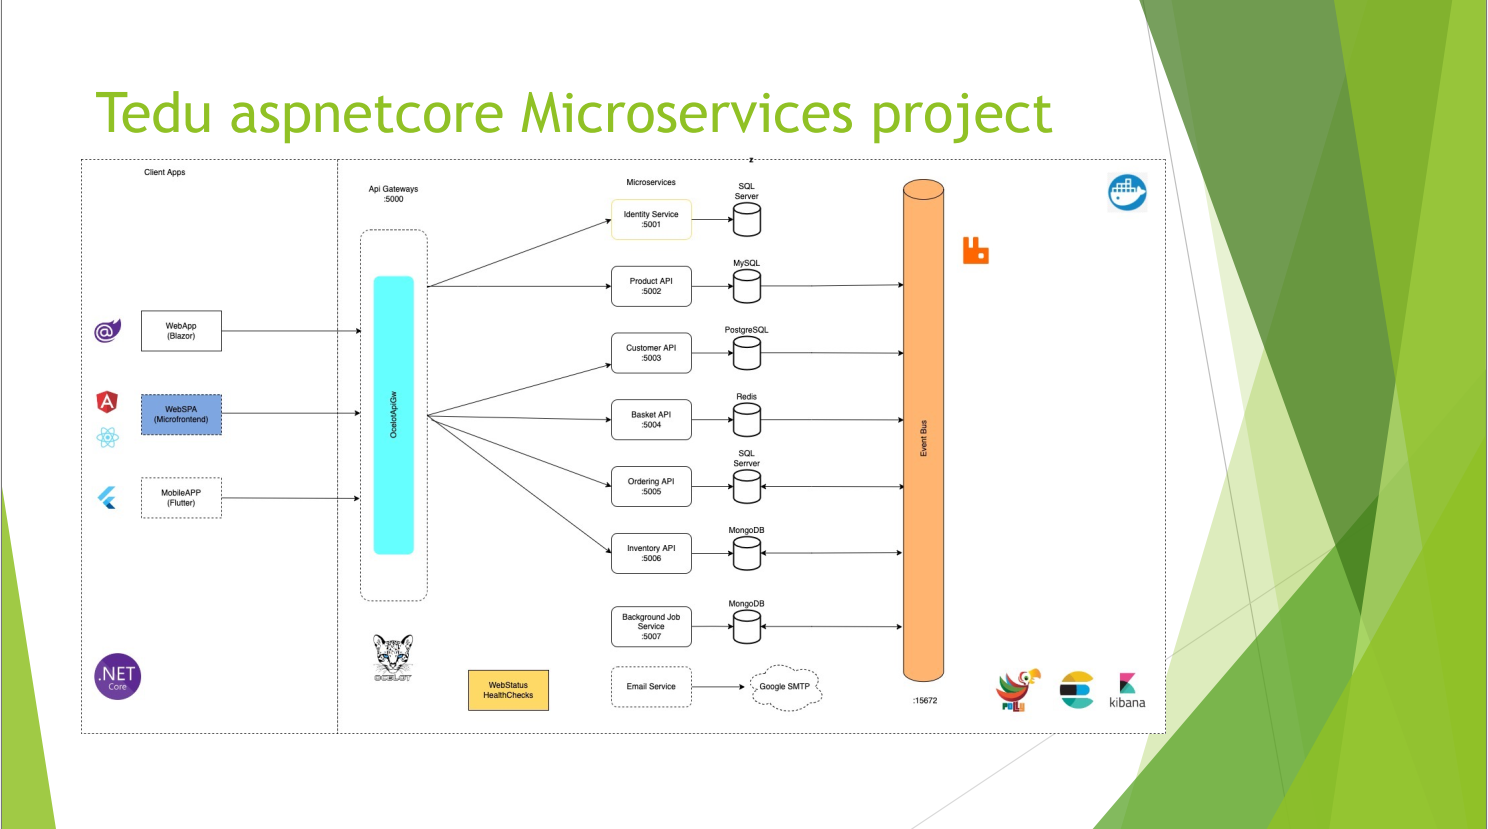 Tedu aspnetcore Microservices project
z
Client Apps
Api Gateways
:5000
Microservices
SQL
Server
Identity Service
:5001
MySQL
Product API
:5002
WebApp
(Blazor)
PostgreSQL
Customer API
:5003
WebSPA
(Microfrontend)
OcelotApiGw
Redis
Basket API
:5004
Event Bus
SQL
Serrver
Ordering API
:5005
MobileAPP
(Flutter)
MongoDB
Inventory API
:5006
MongoDB
Background Job
Service
:5007
.NET
Core
OCELOT
WebStatus
HealthChecks
Email Service
Google SMTP
:15672
POLLY
kibana